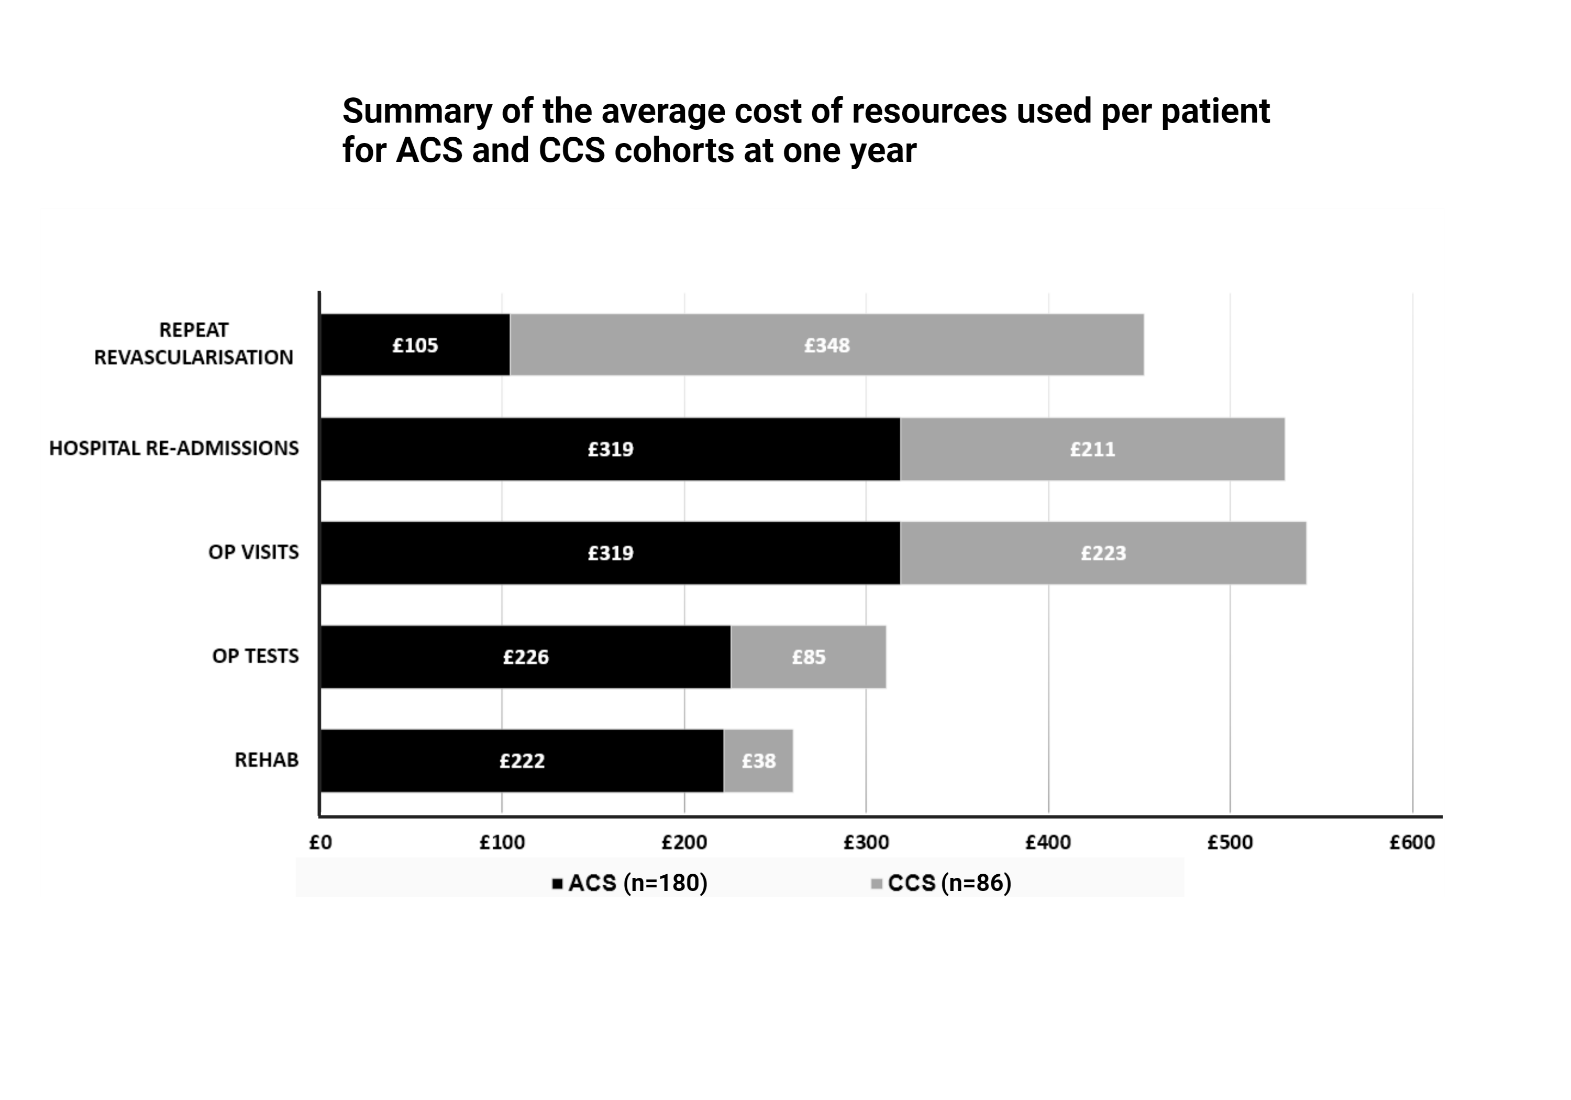 Summary of the average cost of resources used per patient
for ACS and CCS cohorts at one year
REPEAT
REVASCULARISATION
£105
£348
HOSPITAL RE-ADMISSIONS
£319
£211
OP VISITS
£319
£223
OP TESTS
£226
£85
REHAB
£222
£38
£0 £100 £200 £300 £400 £500 £600
ACS (n=180) CCS (n=86)